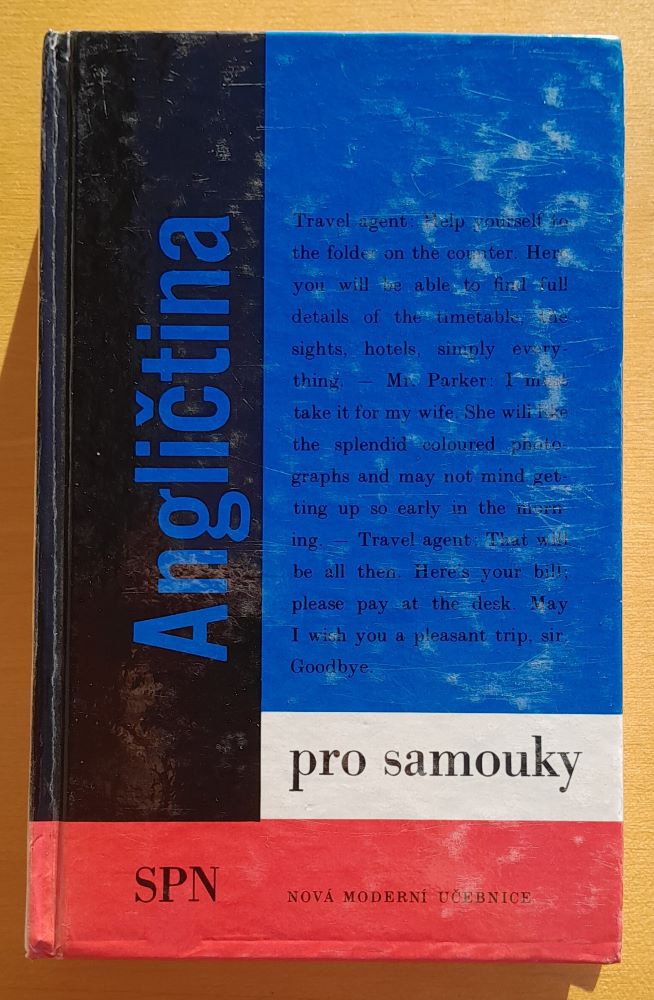 Angličtina
Travel agent: Help yourself to
the folder on the counter. Here
you will be able to find full
details of the timetable, the
sights, hotels, simply every-
thing. — Mr. Parker: I must
take it for my wife. She will like
the splendid coloured photo-
graphs and may not mind get-
ting up so early in the morn-
ing. — Travel agent: That will
be all then. Here's your bill;
please pay at the desk. May
I wish you a pleasant trip, sir.
Goodbye.
pro samouky
SPN
NOVÁ MODERNÍ UČEBNICE